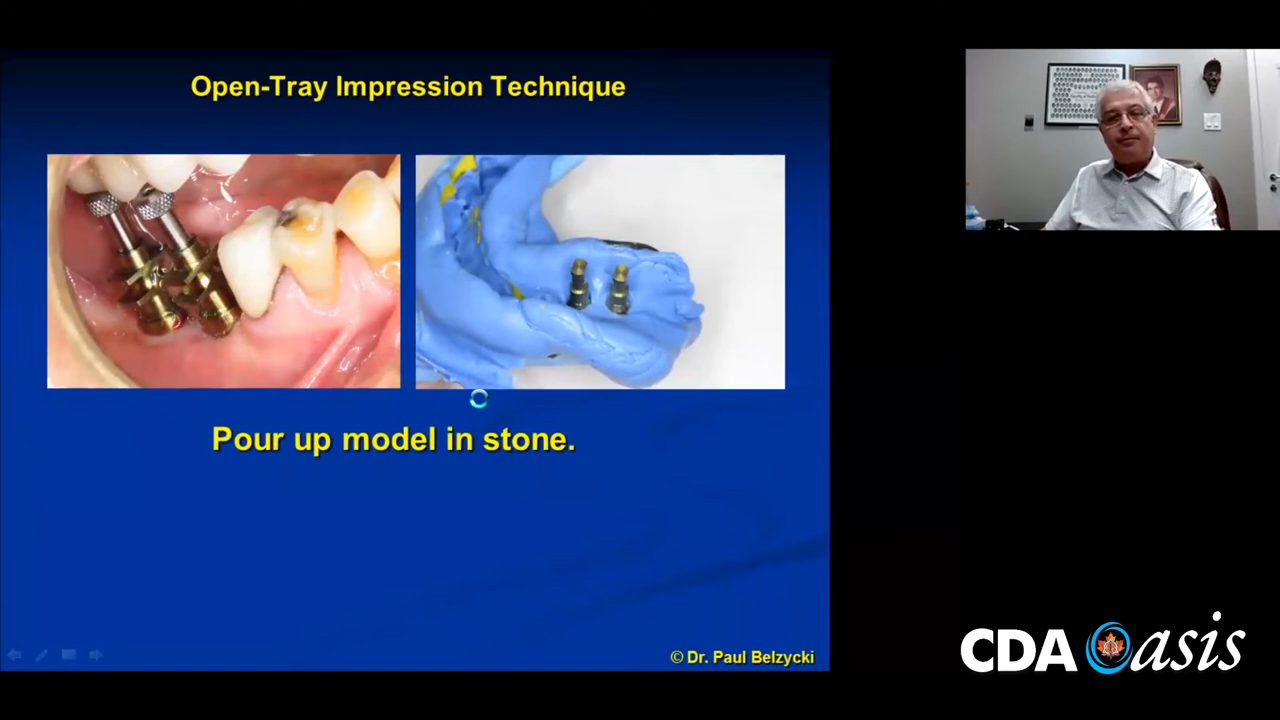 Open-Tray Impression Technique
Pour up model in stone.
© Dr. Paul Belzycki
CDA Oasis